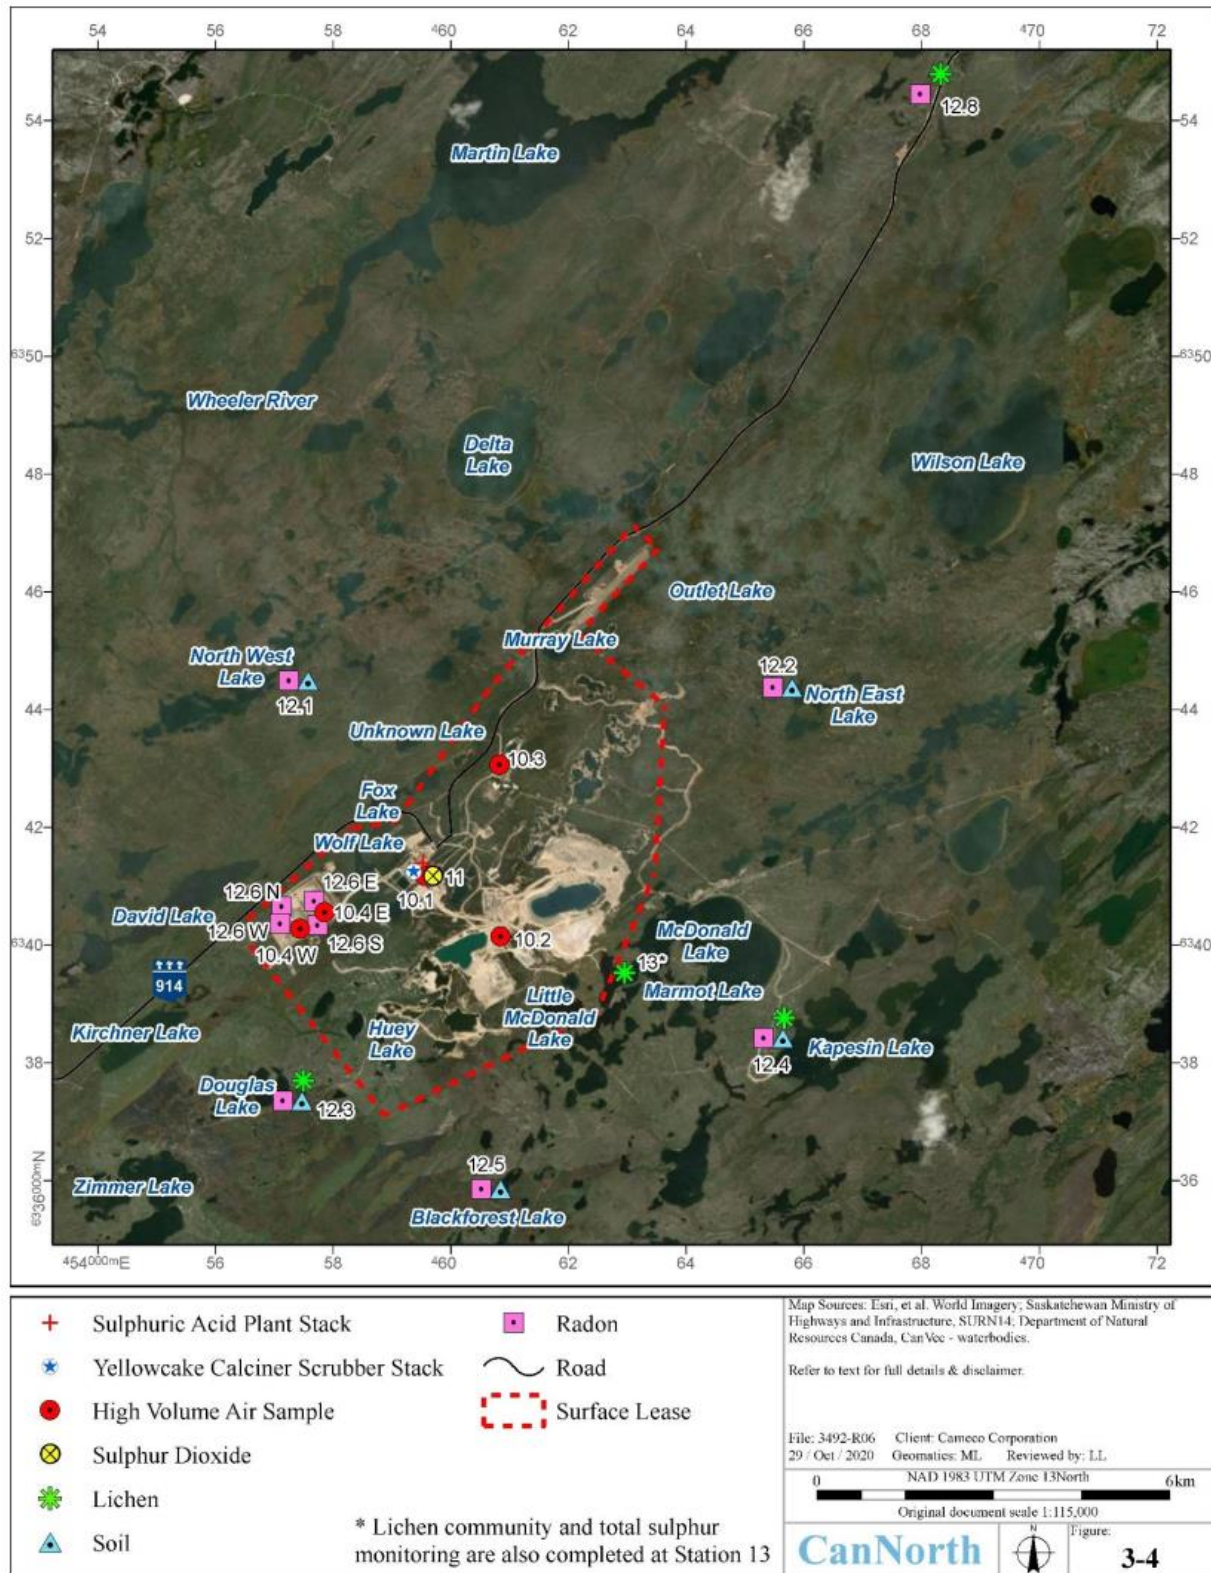 54 56 58 460 62 64 66 68 470 72
12.8
54 54
Martin Lake
52 52
6350 6350
Wheeler River
Delta
Lake
Wilson Lake
48 48
46 46
Outlet Lake
Murray Lake
North West
Lake
12.1
12.2
North East
Lake
44 44
Unknown Lake
10.3
Fox
Lake
42 42
Wolf Lake
11
10.1
12.6 N
12.6 E
David Lake
10.4 E
12.6 W
12.6 S
10.4 W
10.2
6340 6340
McDonald
Lake
13*
Marmot Lake
914
Little
McDonald
Lake
Kirchner Lake
Huey
Lake
Kapesin Lake
12.4
38 38
Douglas
Lake
12.3
12.5
36
6336000mN
Zimmer Lake
Blackforest Lake
454000mE 56 58 460 62 64 66 68 470 72
Sulphuric Acid Plant Stack
Yellowcake Calciner Scrubber Stack
High Volume Air Sample
Sulphur Dioxide
Lichen
Soil
Radon
Road
Surface Lease
* Lichen community and total sulphur
monitoring are also completed at Station 13
Map Sources: Esri, et al. World Imagery; Saskatchewan Ministry of
Highways and Infrastructure, SURN14; Department of Natural
Resources Canada, CanVec - waterbodies.
Refer to text for full details & disclaimer.
File: 3492-R06 Client: Cameco Corporation
29 / Oct / 2020 Geomatics: ML Reviewed by: LL
0 NAD 1983 UTM Zone 13North 6km
Original document scale 1:115,000
CanNorth
N
Figure:
3-4